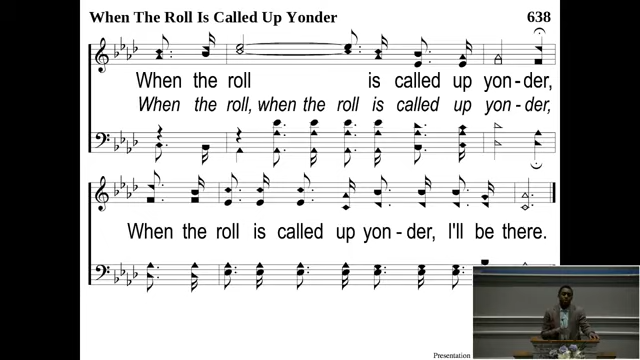 When The Roll Is Called Up Yonder 638
When the roll is called up yon - der,
When the roll, when the roll is called up yon - der,
When the roll is called up yon - der, I'll be there.
Presentation